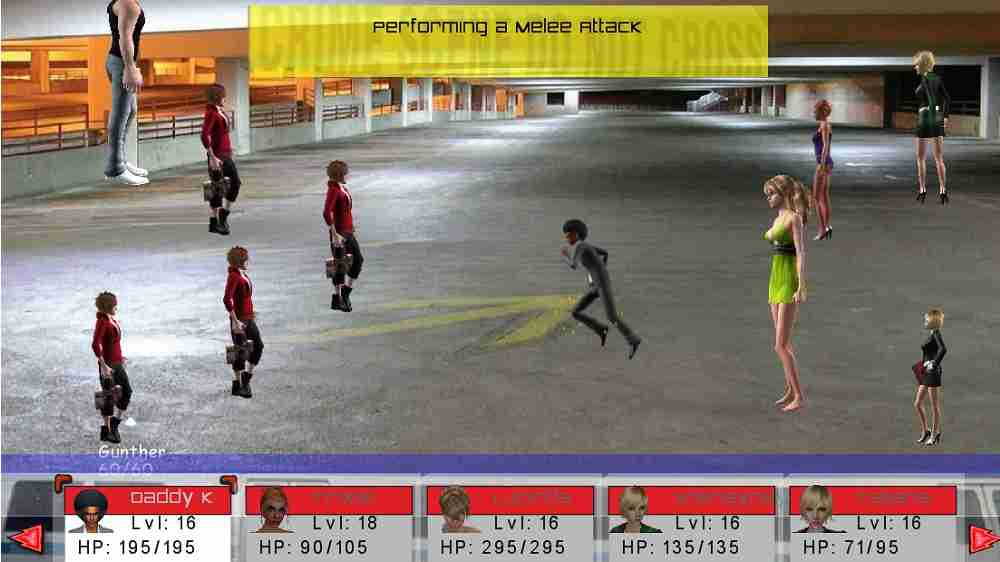 Performing a Melee Attack
CROSS
Gunther
60/60
Daddy K
Lvl: 16
HP: 195/195
Lvl: 18
HP: 90/105
Lvl: 16
HP: 295/295
Lvl: 16
HP: 135/135
Lvl: 16
HP: 71/95